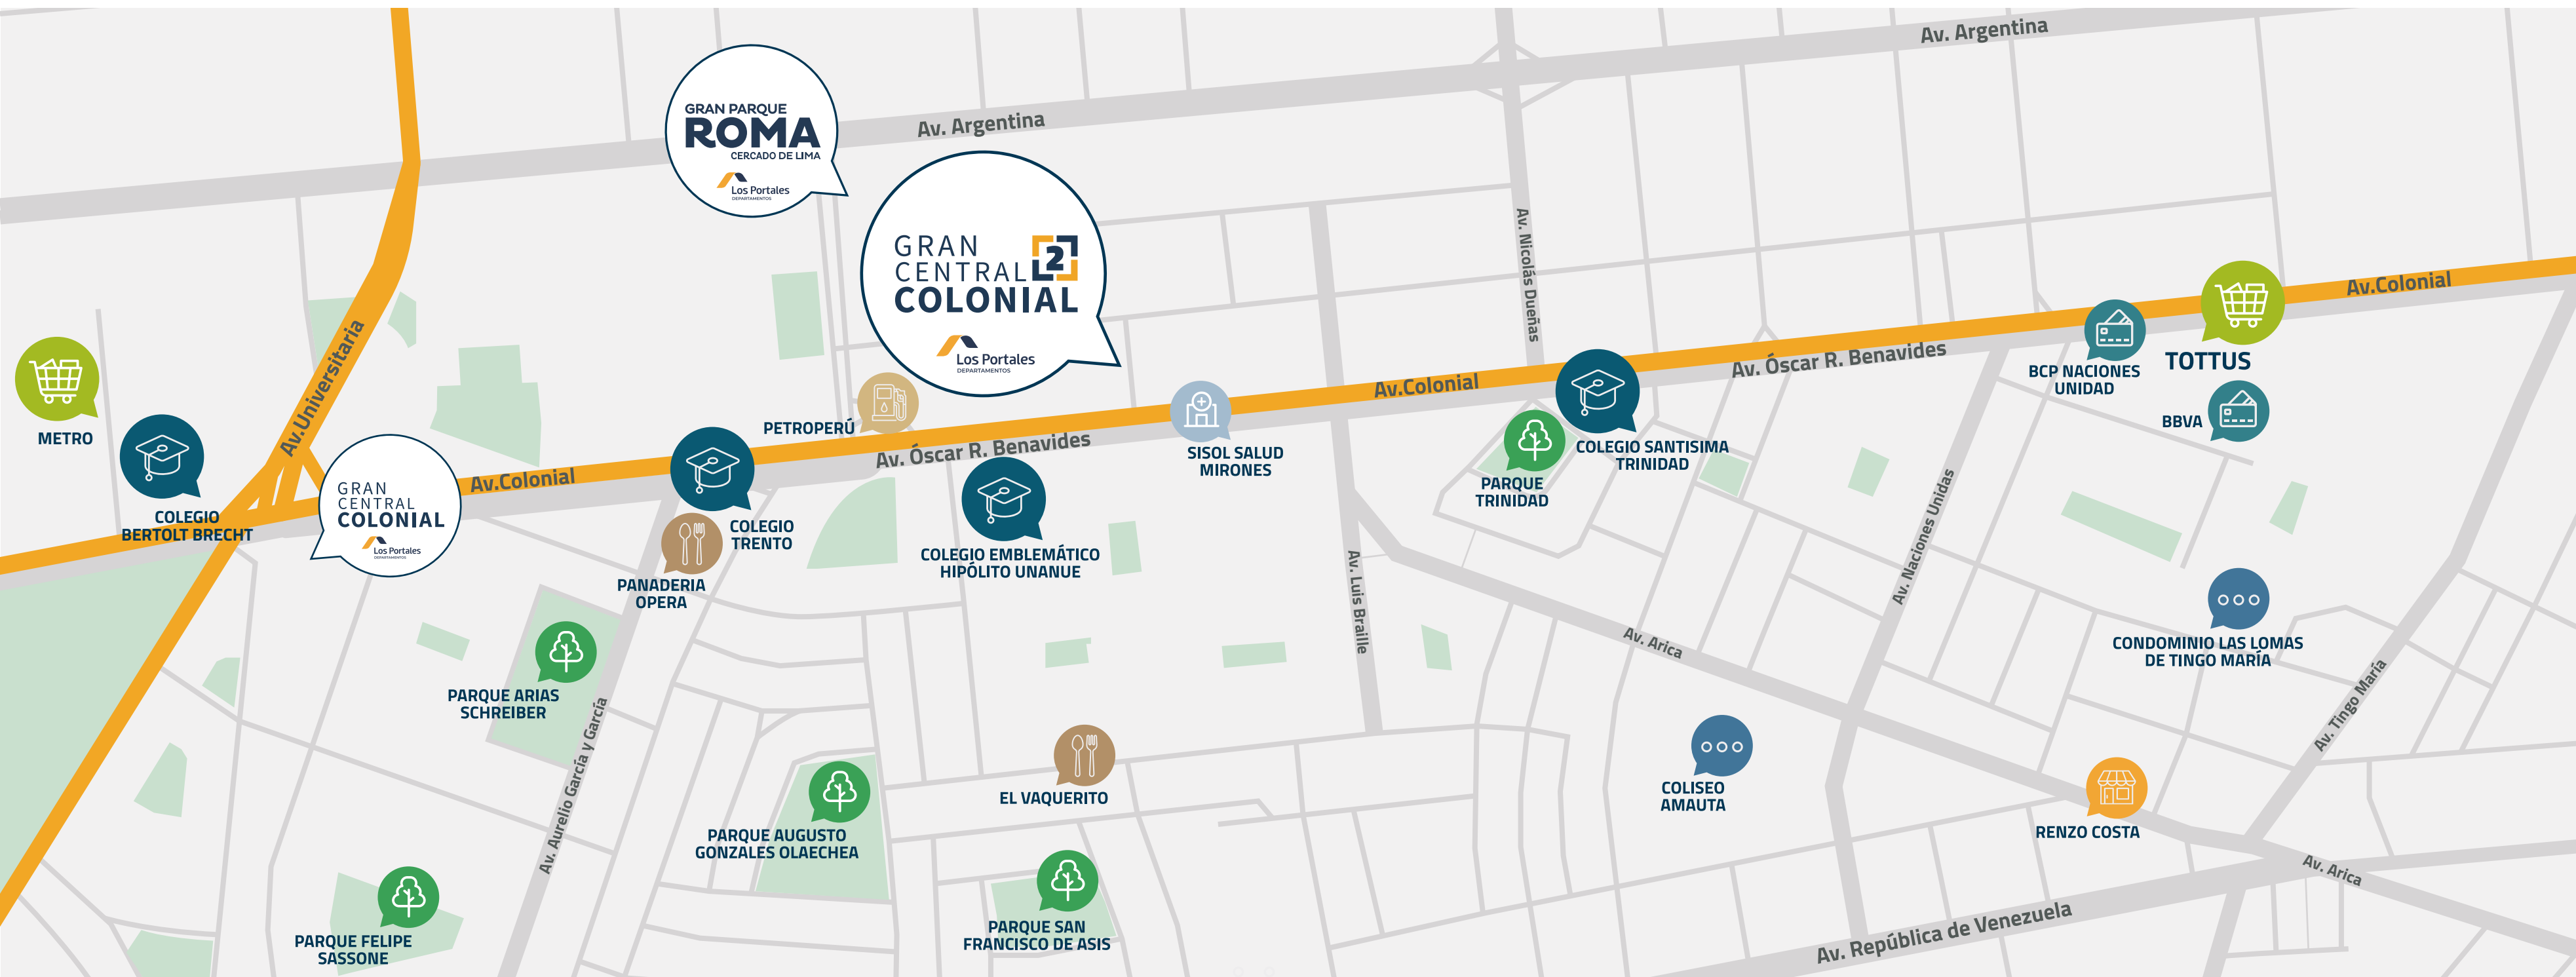 Av. Argentina
GRAN PARQUE
ROMA
CERCADO DE LIMA
Los Portales
DEPARTAMENTOS
Av. Argentina
GRAN
CENTRAL 2
COLONIAL
Los Portales
DEPARTAMENTOS
Av. Nicolás Dueñas
Av.Colonial
TOTTUS
BCP NACIONES
UNIDAD
BBVA
Av. Óscar R. Benavides
Av.Colonial
Av.Universitaria
METRO
COLEGIO
BERTOLT BRECHT
GRAN
CENTRAL
COLONIAL
Los Portales
DEPARTAMENTOS
Av.Colonial
PETROPERÚ
Av. Óscar R. Benavides
COLEGIO
TRENTO
PANADERIA
OPERA
COLEGIO EMBLEMÁTICO
HIPÓLITO UNANUE
SISOL SALUD
MIRONES
PARQUE
TRINIDAD
COLEGIO SANTISIMA
TRINIDAD
Av. Luis Braille
Av. Naciones Unidas
Av. Arica
CONDOMINIO LAS LOMAS
DE TINGO MARÍA
Av. Tingo María
PARQUE ARIAS
SCHREIBER
Av. Aurelio García y García
PARQUE AUGUSTO
GONZALES OLAECHEA
EL VAQUERITO
COLISEO
AMAUTA
RENZO COSTA
Av. Arica
PARQUE FELIPE
SASSONE
PARQUE SAN
FRANCISCO DE ASIS
Av. República de Venezuela